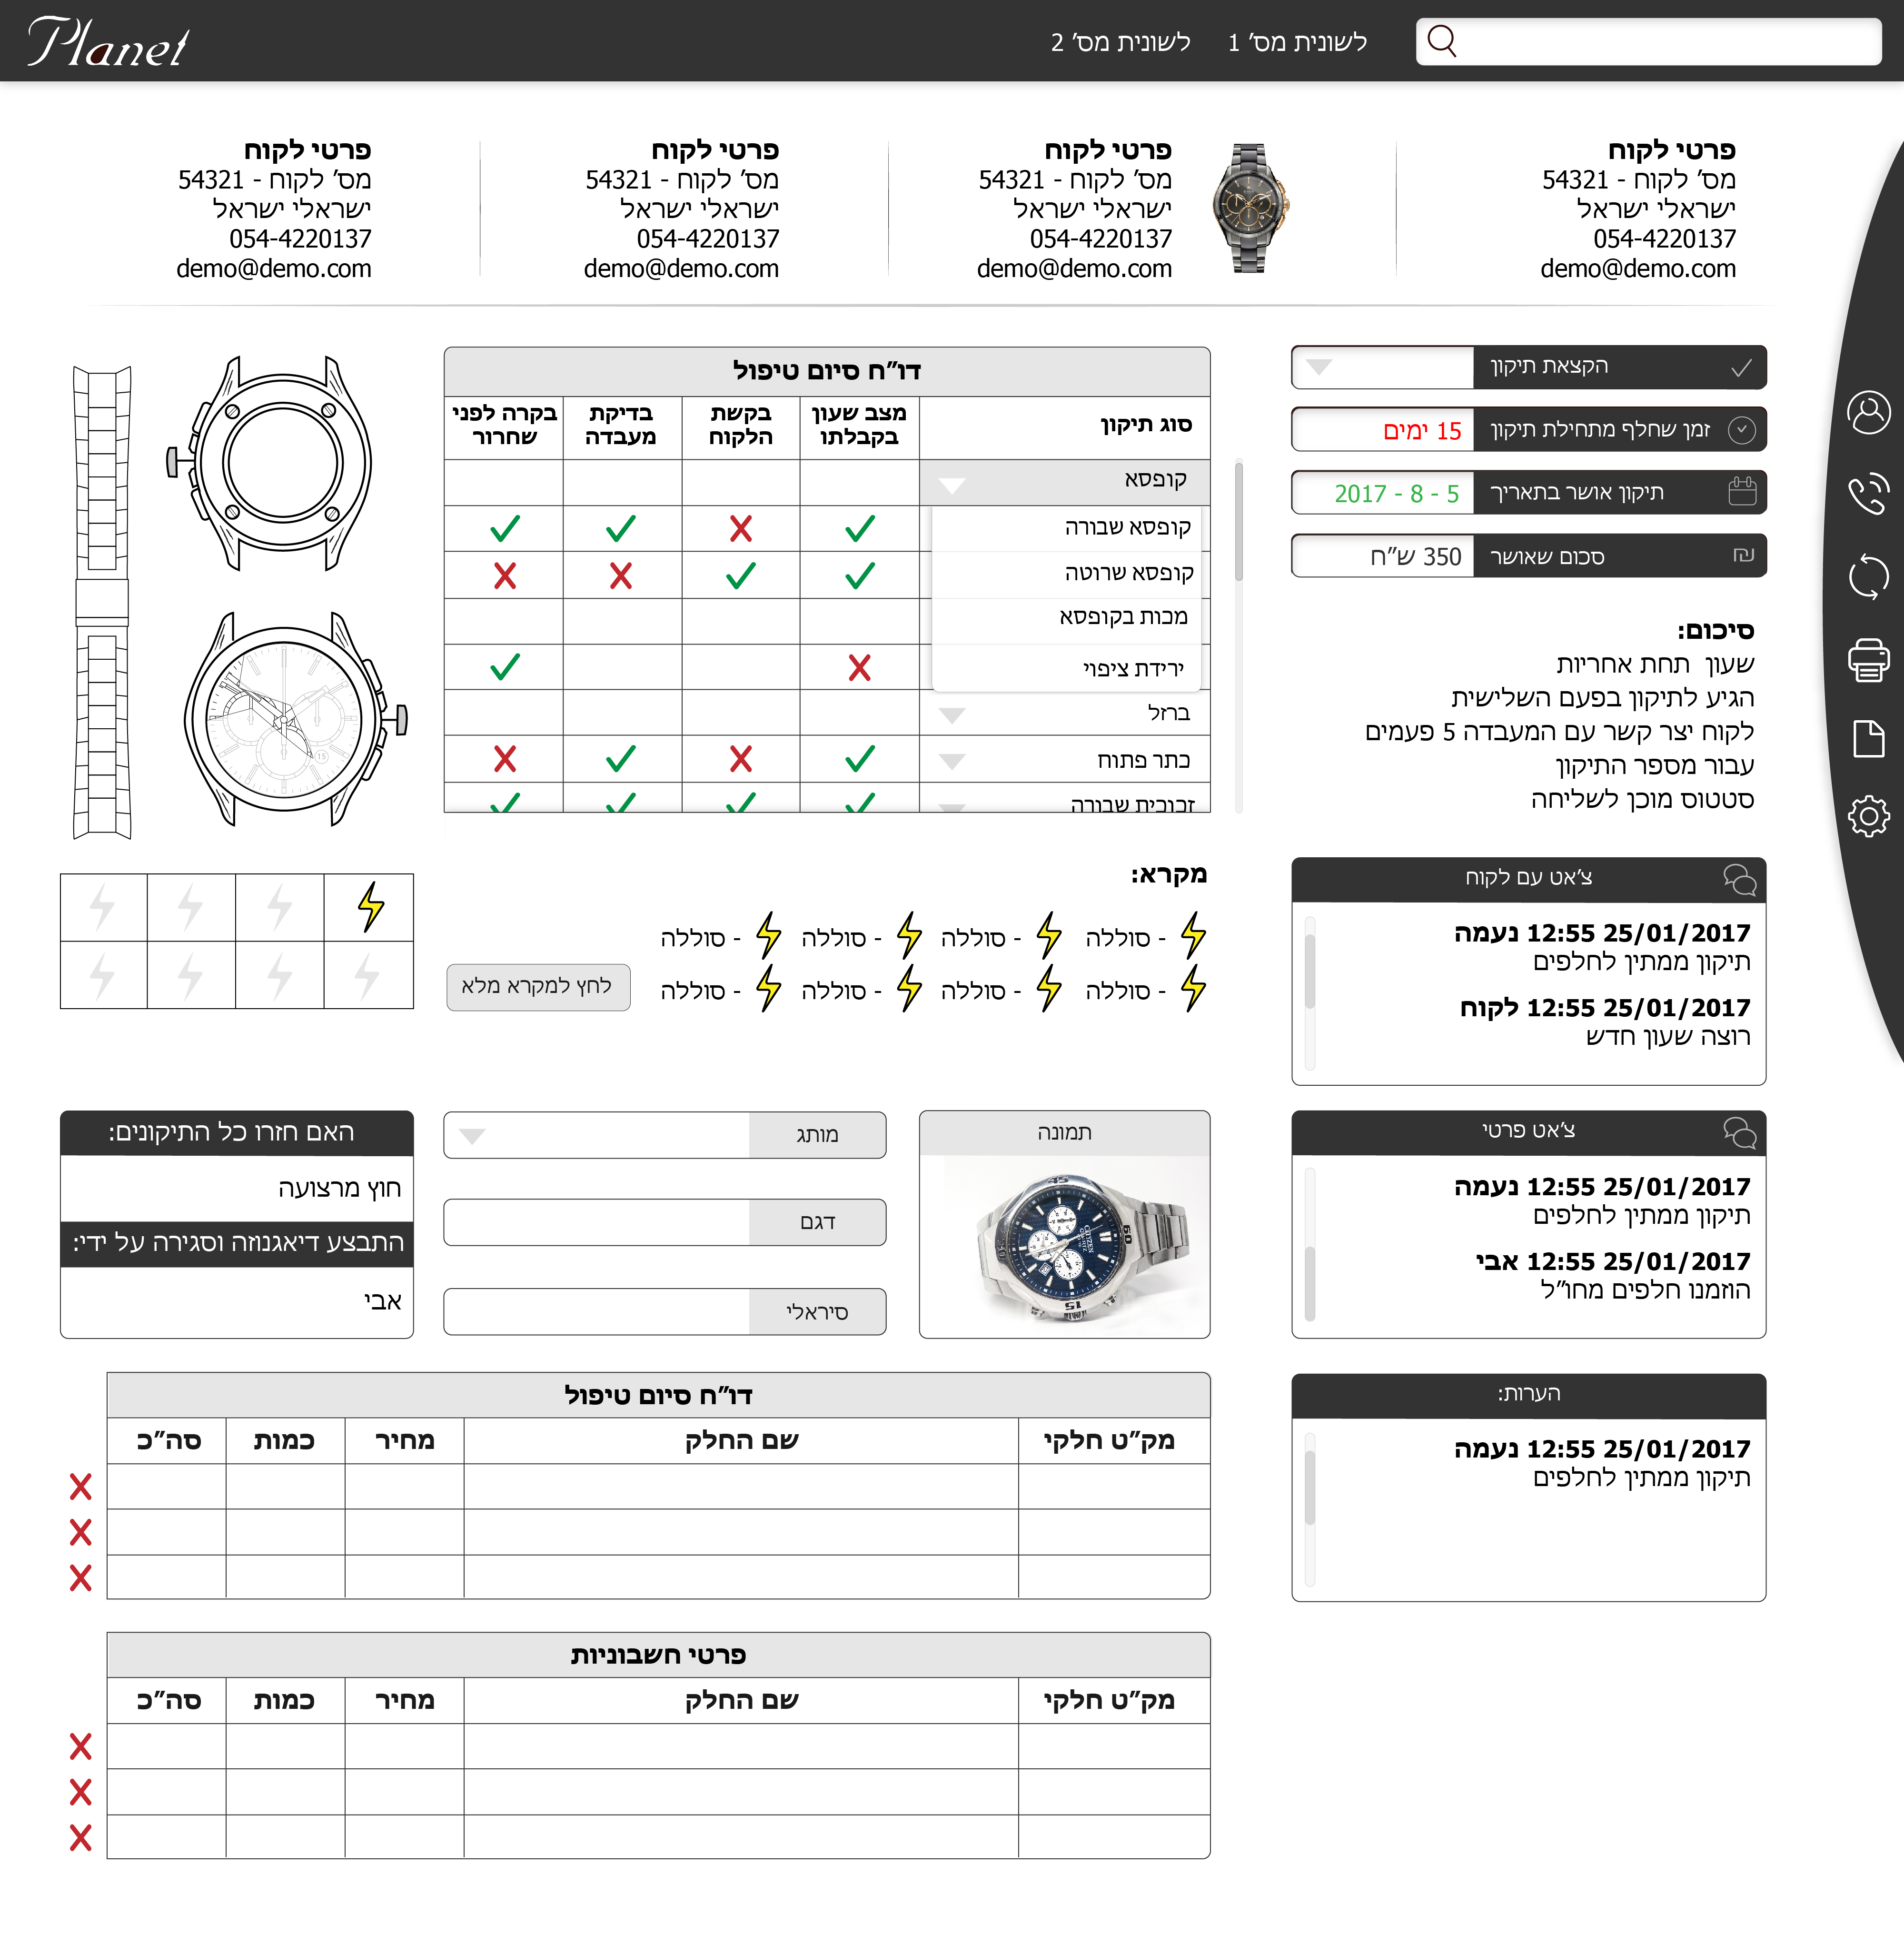 Planet
לשונית מס' 1
לשונית מס' 2
פרטי לקוח
מס' לקוח - 54321
ישראלי ישראל
054-4220137
demo@demo.com
פרטי לקוח
מס' לקוח - 54321
ישראלי ישראל
054-4220137
demo@demo.com
פרטי לקוח
מס' לקוח - 54321
ישראלי ישראל
054-4220137
demo@demo.com
פרטי לקוח
מס' לקוח - 54321
ישראלי ישראל
054-4220137
demo@demo.com
הקצאת תיקון
זמן שחלף מתחילת תיקון
15 ימים
תיקון אושר בתאריך
5 - 8 - 2017
סכום שאושר
350 ש"ח
סיכום:
שעון תחת אחריות
הגיע לתיקון בפעם השלישית
לקוח יצר קשר עם המעבדה 5 פעמים
עבור מספר התיקון
סטטוס מוכן לשליחה
דו"ח סיום טיפול
סוג תיקון
מצב שעון בקבלתו
בקשת הלקוח
בדיקת מעבדה
בקרה לפני שחרור
קופסא
קופסא שבורה
קופסא שרוטה
מכות בקופסא
ירידת ציפוי
ברזל
כתר פתוח
זכוכית שבורה
15
מקרא:
- סוללה - סוללה - סוללה - סוללה
- סוללה - סוללה - סוללה - סוללה
לחץ למקרא מלא
צ'אט עם לקוח
25/01/2017 12:55 נעמה
תיקון ממתין לחלפים
25/01/2017 12:55 לקוח
רוצה שעון חדש
צ'אט פרטי
25/01/2017 12:55 נעמה
תיקון ממתין לחלפים
25/01/2017 12:55 אבי
הוזמנו חלפים מחו"ל
הערות:
25/01/2017 12:55 נעמה
תיקון ממתין לחלפים
תמונה
45
60
15
CITIZEN
מותג
דגם
סיראלי
האם חזרו כל התיקונים:
חוץ מרצועה
התבצע דיאגנוזה וסגירה על ידי:
אבי
דו"ח סיום טיפול
מק"ט חלקי שם החלק מחיר כמות סה"כ
פרטי חשבוניות
מק"ט חלקי שם החלק מחיר כמות סה"כ